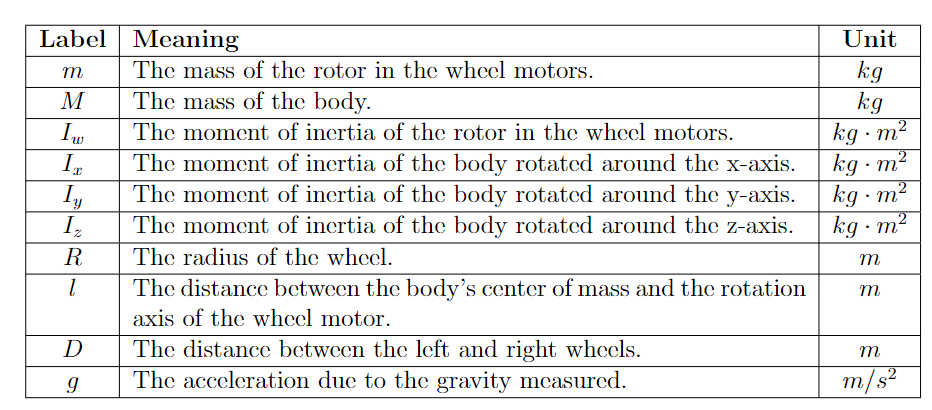 Label Meaning Unit
m The mass of the rotor in the wheel motors. kg
M The mass of the body. kg
I_w The moment of inertia of the rotor in the wheel motors. kg · m²
I_x The moment of inertia of the body rotated around the x-axis. kg · m²
I_y The moment of inertia of the body rotated around the y-axis. kg · m²
I_z The moment of inertia of the body rotated around the z-axis. kg · m²
R The radius of the wheel. m
l The distance between the body's center of mass and the rotation m
axis of the wheel motor.
D The distance between the left and right wheels. m
g The acceleration due to the gravity measured. m/s²